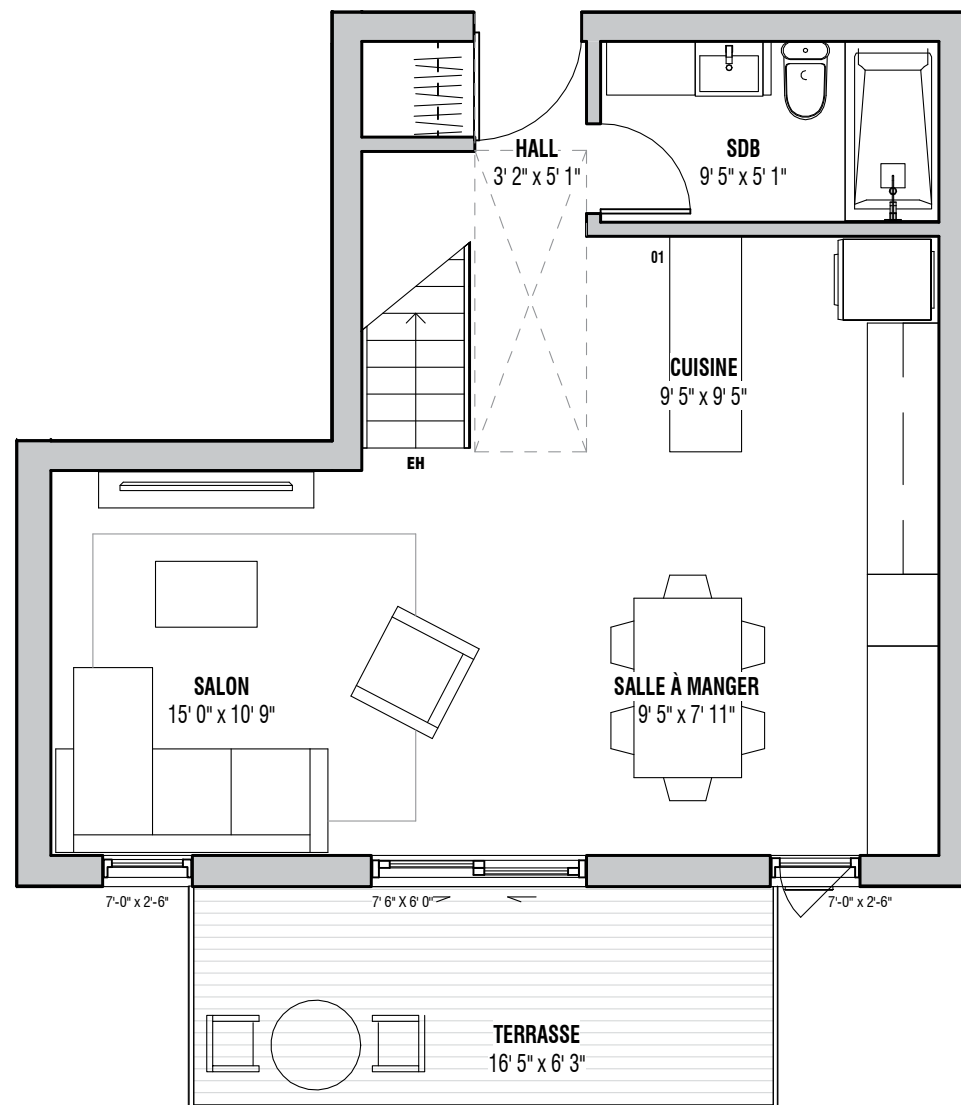 HALL
3' 2" x 5' 1"
SDB
9' 5" x 5' 1"
01
CUISINE
9' 5" x 9' 5"
EH
SALON
15' 0" x 10' 9"
SALLE À MANGER
9' 5" x 7' 11"
7'-0" x 2'-6"
7' 6" X 6' 0"
7'-0" x 2'-6"
TERRASSE
16' 5" x 6' 3"